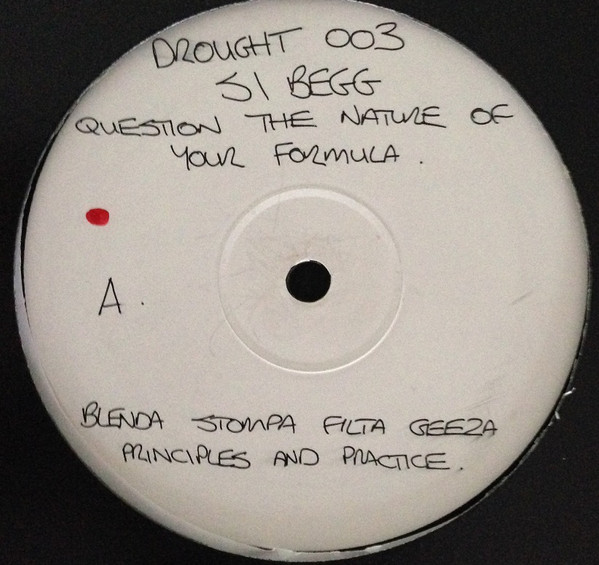 DROUGHT 003
SI BEGG
QUESTION THE NATURE OF
YOUR FORMULA .
A .
BLENDA STOMPA FILTA GEEZA
PRINCIPLES AND PRACTICE .